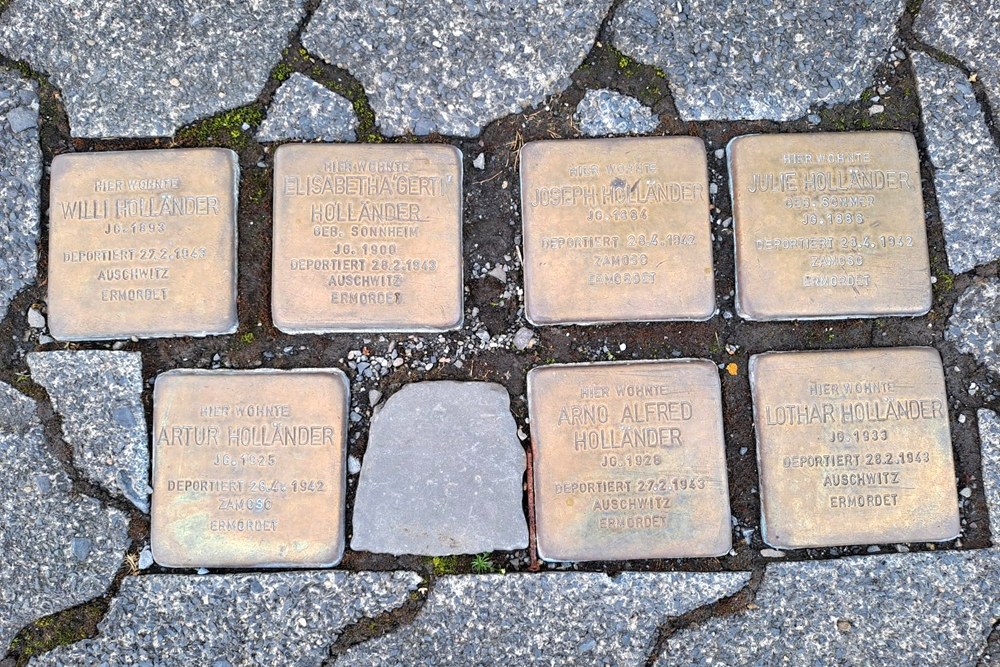 HIER WOHNTE
WILLI HOLLÄNDER
JG. 1893
DEPORTIERT 27.2.1943
AUSCHWITZ
ERMORDET
HIER WOHNTE
ELISABETHA 'GERTI'
HOLLÄNDER
GEB. SONNHEIM
JG. 1900
DEPORTIERT 26.2.1943
AUSCHWITZ
ERMORDET
HIER WOHNTE
JOSEPH HOLLÄNDER
JG. 1884
DEPORTIERT 28.4.1942
ZAMOSC
ERMORDET
HIER WOHNTE
JULIE HOLLÄNDER
GEB. SOMMER
JG. 1886
DEPORTIERT 28.4.1942
ZAMOSC
ERMORDET
HIER WOHNTE
ARTUR HOLLÄNDER
JG. 1925
DEPORTIERT 28.4.1942
ZAMOSC
ERMORDET
HIER WOHNTE
ARNO ALFRED
HOLLÄNDER
JG. 1926
DEPORTIERT 27.2.1943
AUSCHWITZ
ERMORDET
HIER WOHNTE
LOTHAR HOLLÄNDER
JG. 1933
DEPORTIERT 28.2.1943
AUSCHWITZ
ERMORDET